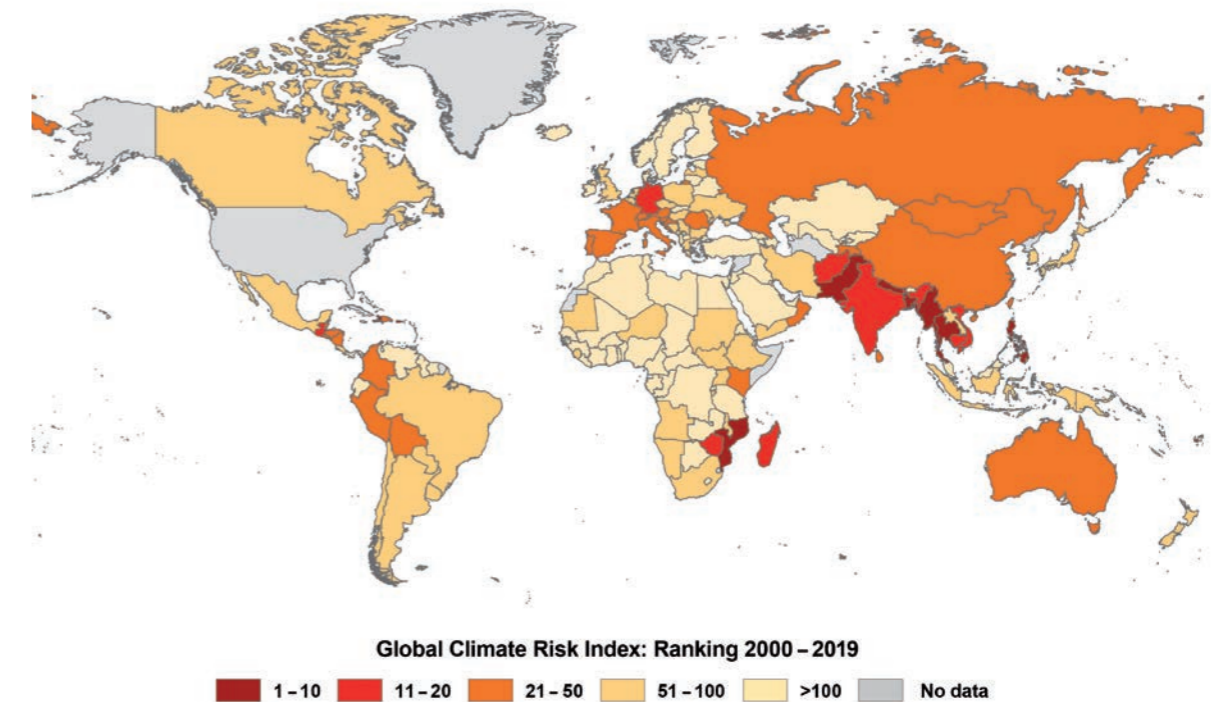 Global Climate Risk Index: Ranking 2000 – 2019
1 – 10 11 – 20 21 – 50 51 – 100 >100 No data